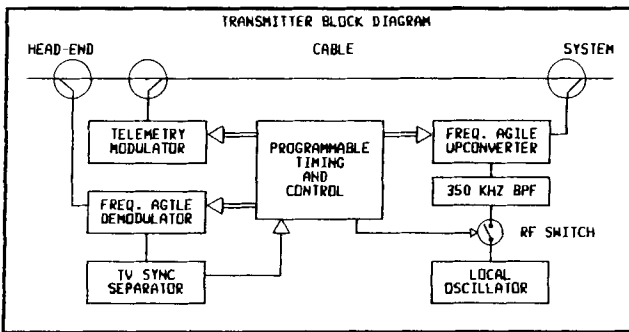 TRANSMITTER BLOCK DIAGRAM
HEAD-END
CABLE
SYSTEM
TELEMETRY
MODULATOR
PROGRAMMABLE
TIMING
AND
CONTROL
FREQ. AGILE
UPCONVERTER
350 KHZ BPF
FREQ. AGILE
DEMODULATOR
RF SWITCH
TV SYNC
SEPARATOR
LOCAL
OSCILLATOR